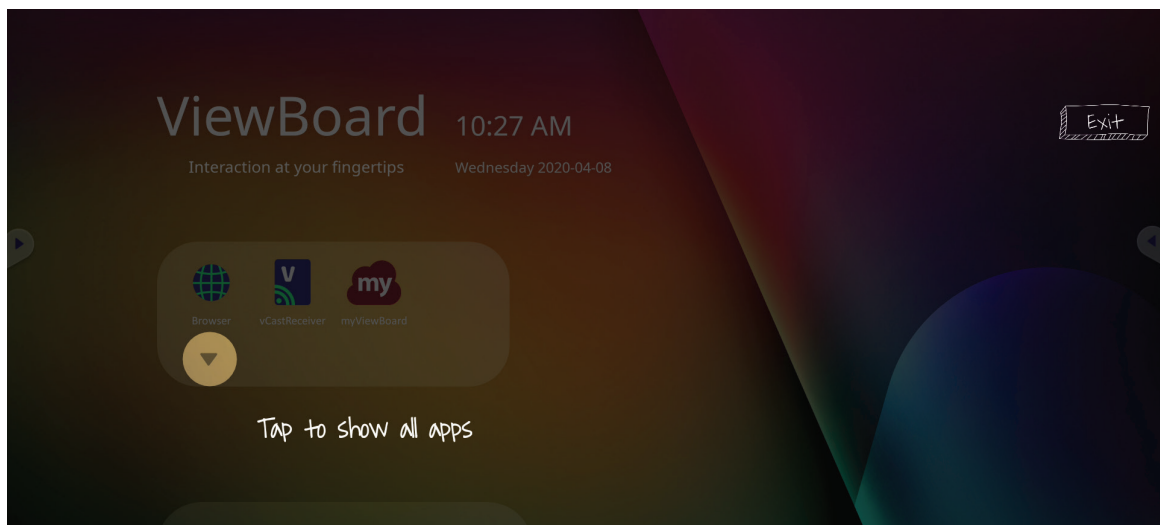 ViewBoard
10:27 AM
Interaction at your fingertips
Wednesday 2020-04-08
Exit
V
my
Browser
vCastReceiver
myViewBoard
Tap to show all apps